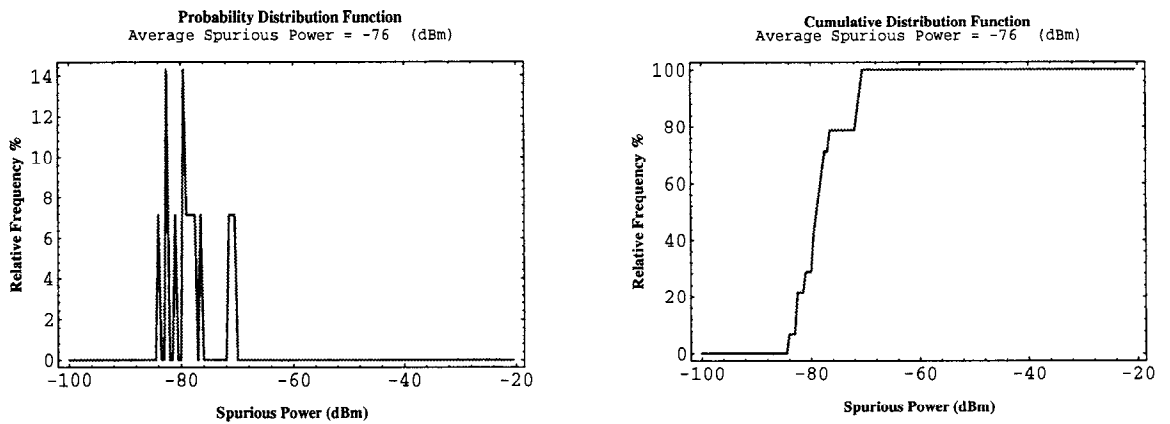 Probability Distribution Function
Average Spurious Power = -76 (dBm)
14
12
10
8
6
4
2
0
Relative Frequency %
-100 -80 -60 -40 -20
Spurious Power (dBm)
Cumulative Distribution Function
Average Spurious Power = -76 (dBm)
100
80
60
40
20
0
Relative Frequency %
-100 -80 -60 -40 -20
Spurious Power (dBm)